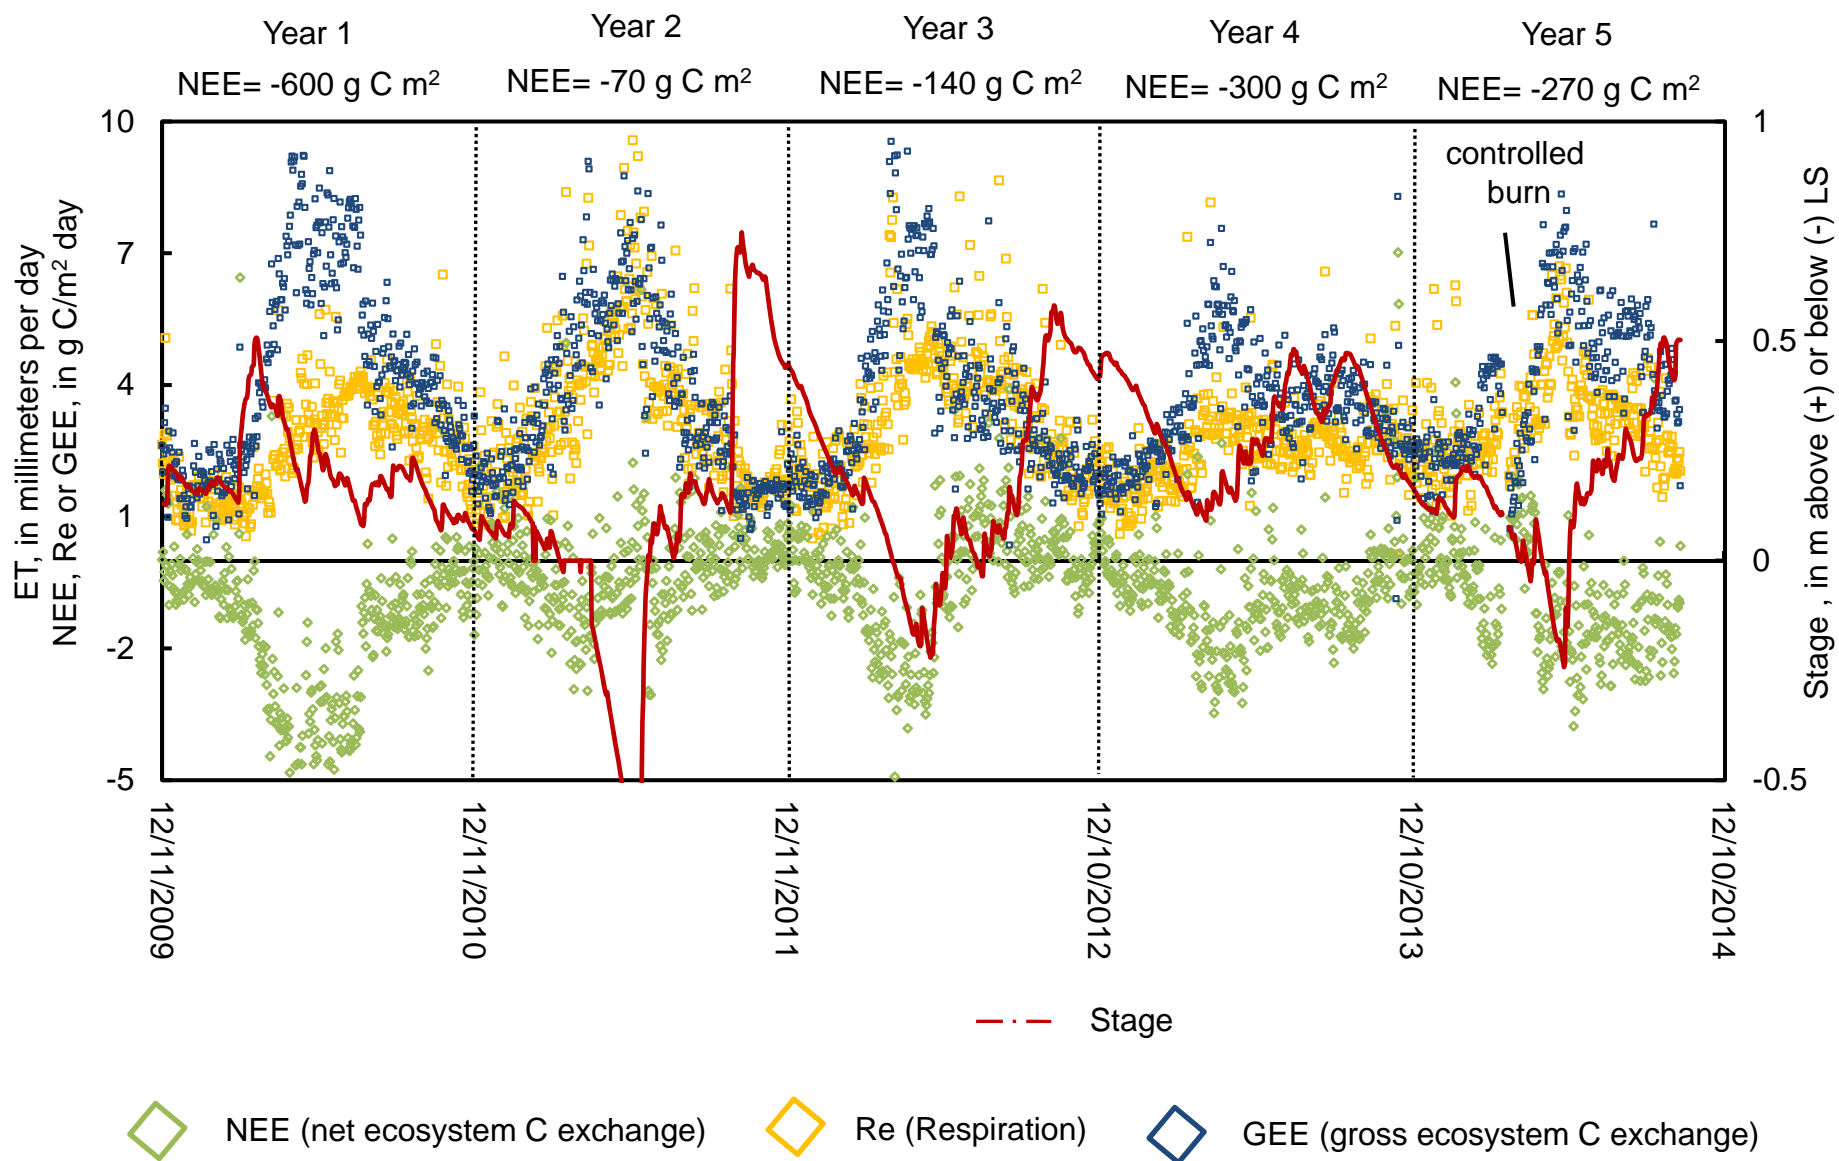 Year 1
Year 2
Year 3
Year 4
Year 5
NEE= -600 g C m²
NEE= -70 g C m²
NEE= -140 g C m²
NEE= -300 g C m²
NEE= -270 g C m²
controlled
burn
ET, in millimeters per day
NEE, Re or GEE, in g C/m² day
10
7
4
1
-2
-5
1
0.5
0
-0.5
Stage , in m above (+) or below (-) LS
12/11/2009
12/11/2010
12/11/2011
12/10/2012
12/10/2013
12/10/2014
Stage
NEE (net ecosystem C exchange)
Re (Respiration)
GEE (gross ecosystem C exchange)